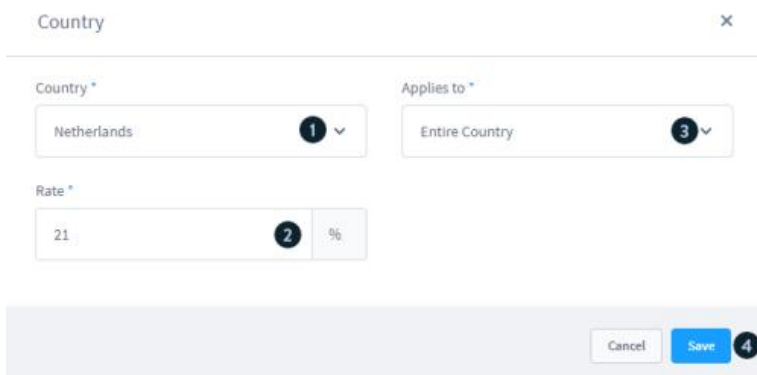 Country ×
Country * Applies to *
Netherlands 1 Entire Country 3
Rate *
21 2 %
Cancel Save 4